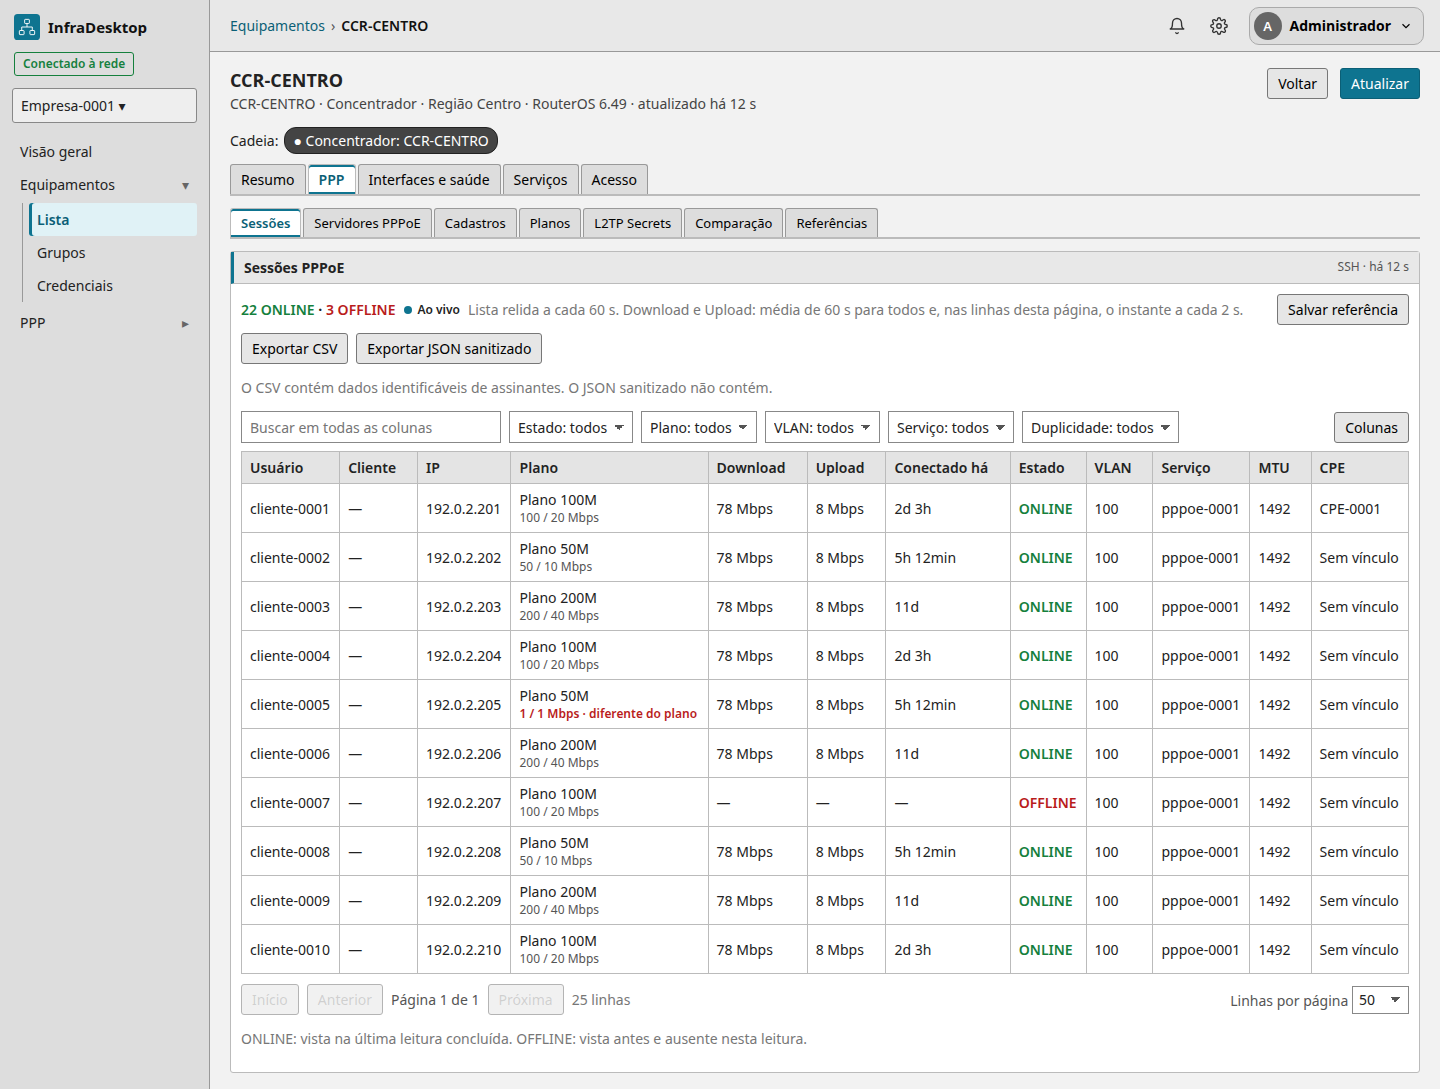 InfraDesktop
Conectado à rede
Empresa-0001 ▾
Visão geral
Equipamentos ▾
Lista
Grupos
Credenciais
PPP ▸
Equipamentos › CCR-CENTRO
A Administrador
CCR-CENTRO
CCR-CENTRO · Concentrador · Região Centro · RouterOS 6.49 · atualizado há 12 s
Voltar Atualizar
Cadeia: ● Concentrador: CCR-CENTRO
Resumo PPP Interfaces e saúde Serviços Acesso
Sessões Servidores PPPoE Cadastros Planos L2TP Secrets Comparação Referências
Sessões PPPoE SSH · há 12 s
22 ONLINE · 3 OFFLINE ● Ao vivo Lista relida a cada 60 s. Download e Upload: média de 60 s para todos e, nas linhas desta página, o instante a cada 2 s. Salvar referência
Exportar CSV Exportar JSON sanitizado
O CSV contém dados identificáveis de assinantes. O JSON sanitizado não contém.
Buscar em todas as colunas Estado: todos Plano: todos VLAN: todos Serviço: todos Duplicidade: todos Colunas
Usuário Cliente IP Plano Download Upload Conectado há Estado VLAN Serviço MTU CPE
cliente-0001 — 192.0.2.201 Plano 100M 78 Mbps 8 Mbps 2d 3h ONLINE 100 pppoe-0001 1492 CPE-0001
100 / 20 Mbps
cliente-0002 — 192.0.2.202 Plano 50M 78 Mbps 8 Mbps 5h 12min ONLINE 100 pppoe-0001 1492 Sem vínculo
50 / 10 Mbps
cliente-0003 — 192.0.2.203 Plano 200M 78 Mbps 8 Mbps 11d ONLINE 100 pppoe-0001 1492 Sem vínculo
200 / 40 Mbps
cliente-0004 — 192.0.2.204 Plano 100M 78 Mbps 8 Mbps 2d 3h ONLINE 100 pppoe-0001 1492 Sem vínculo
100 / 20 Mbps
cliente-0005 — 192.0.2.205 Plano 50M 78 Mbps 8 Mbps 5h 12min ONLINE 100 pppoe-0001 1492 Sem vínculo
1 / 1 Mbps · diferente do plano
cliente-0006 — 192.0.2.206 Plano 200M 78 Mbps 8 Mbps 11d ONLINE 100 pppoe-0001 1492 Sem vínculo
200 / 40 Mbps
cliente-0007 — 192.0.2.207 Plano 100M — — — OFFLINE 100 pppoe-0001 1492 Sem vínculo
100 / 20 Mbps
cliente-0008 — 192.0.2.208 Plano 50M 78 Mbps 8 Mbps 5h 12min ONLINE 100 pppoe-0001 1492 Sem vínculo
50 / 10 Mbps
cliente-0009 — 192.0.2.209 Plano 200M 78 Mbps 8 Mbps 11d ONLINE 100 pppoe-0001 1492 Sem vínculo
200 / 40 Mbps
cliente-0010 — 192.0.2.210 Plano 100M 78 Mbps 8 Mbps 2d 3h ONLINE 100 pppoe-0001 1492 Sem vínculo
100 / 20 Mbps
Início Anterior Página 1 de 1 Próxima 25 linhas Linhas por página 50
ONLINE: vista na última leitura concluída. OFFLINE: vista antes e ausente nesta leitura.